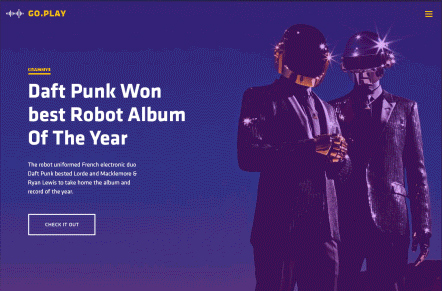 GO.PLAY
GRAMMYS
Daft Punk Won
best Robot Album
Of The Year
The robot uniformed French electronic duo
Daft Punk bested Lorde and Macklemore &
Ryan Lewis to take home the album and
record of the year.
CHECK IT OUT